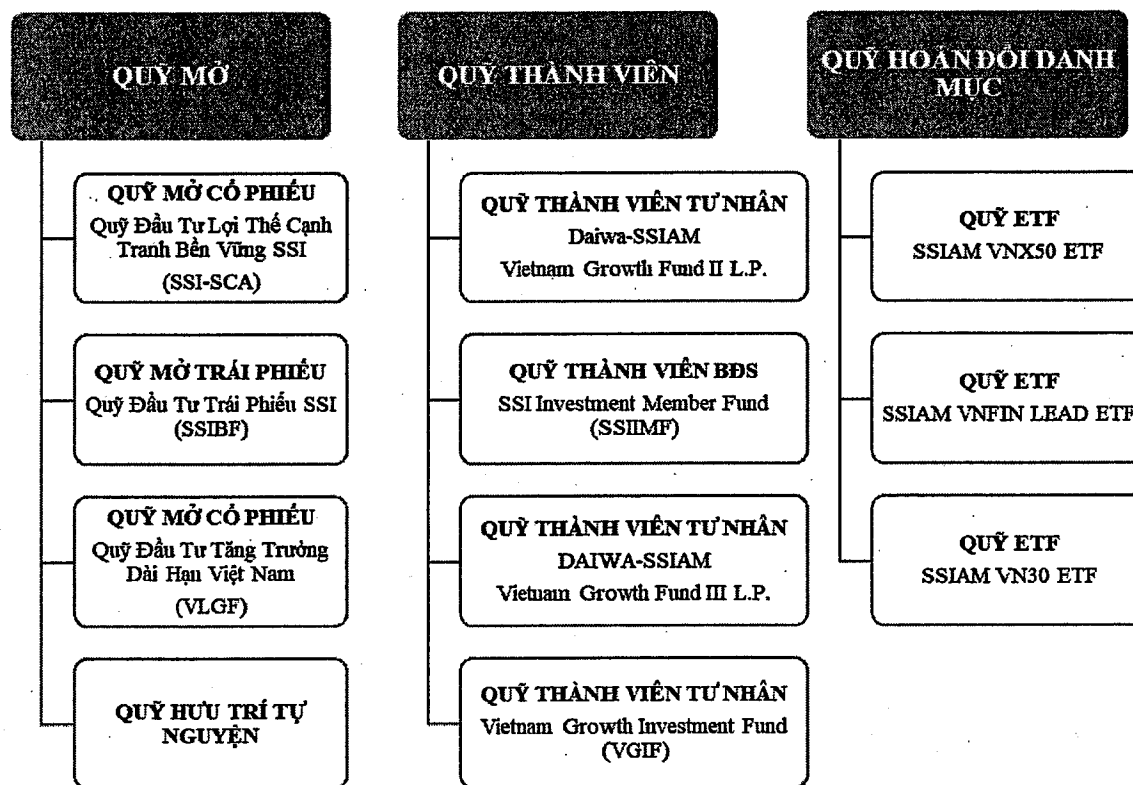 QUỸ MỞ
QUỸ MỞ CỔ PHIẾU
Quỹ Đầu Tư Lợi Thế Cạnh
Tranh Bền Vững SSI
(SSI-SCA)
QUỸ MỞ TRÁI PHIẾU
Quỹ Đầu Tư Trái Phiếu SSI
(SSIBF)
QUỸ MỞ CỔ PHIẾU
Quỹ Đầu Tư Tăng Trưởng
Dài Hạn Việt Nam
(VLGF)
QUỸ HƯU TRÍ TỰ
NGUYỆN
QUỸ THÀNH VIÊN
QUỸ THÀNH VIÊN TƯ NHÂN
Daiwa-SSIAM
Vietnam Growth Fund II L.P.
QUỸ THÀNH VIÊN BĐS
SSI Investment Member Fund
(SSIIMF)
QUỸ THÀNH VIÊN TƯ NHÂN
DAIWA-SSIAM
Vietnam Growth Fund III L.P.
QUỸ THÀNH VIÊN TƯ NHÂN
Vietnam Growth Investment Fund
(VGIF)
QUỸ HOÁN ĐỔI DANH
MỤC
QUỸ ETF
SSIAM VNX50 ETF
QUỸ ETF
SSIAM VNFIN LEAD ETF
QUỸ ETF
SSIAM VN30 ETF